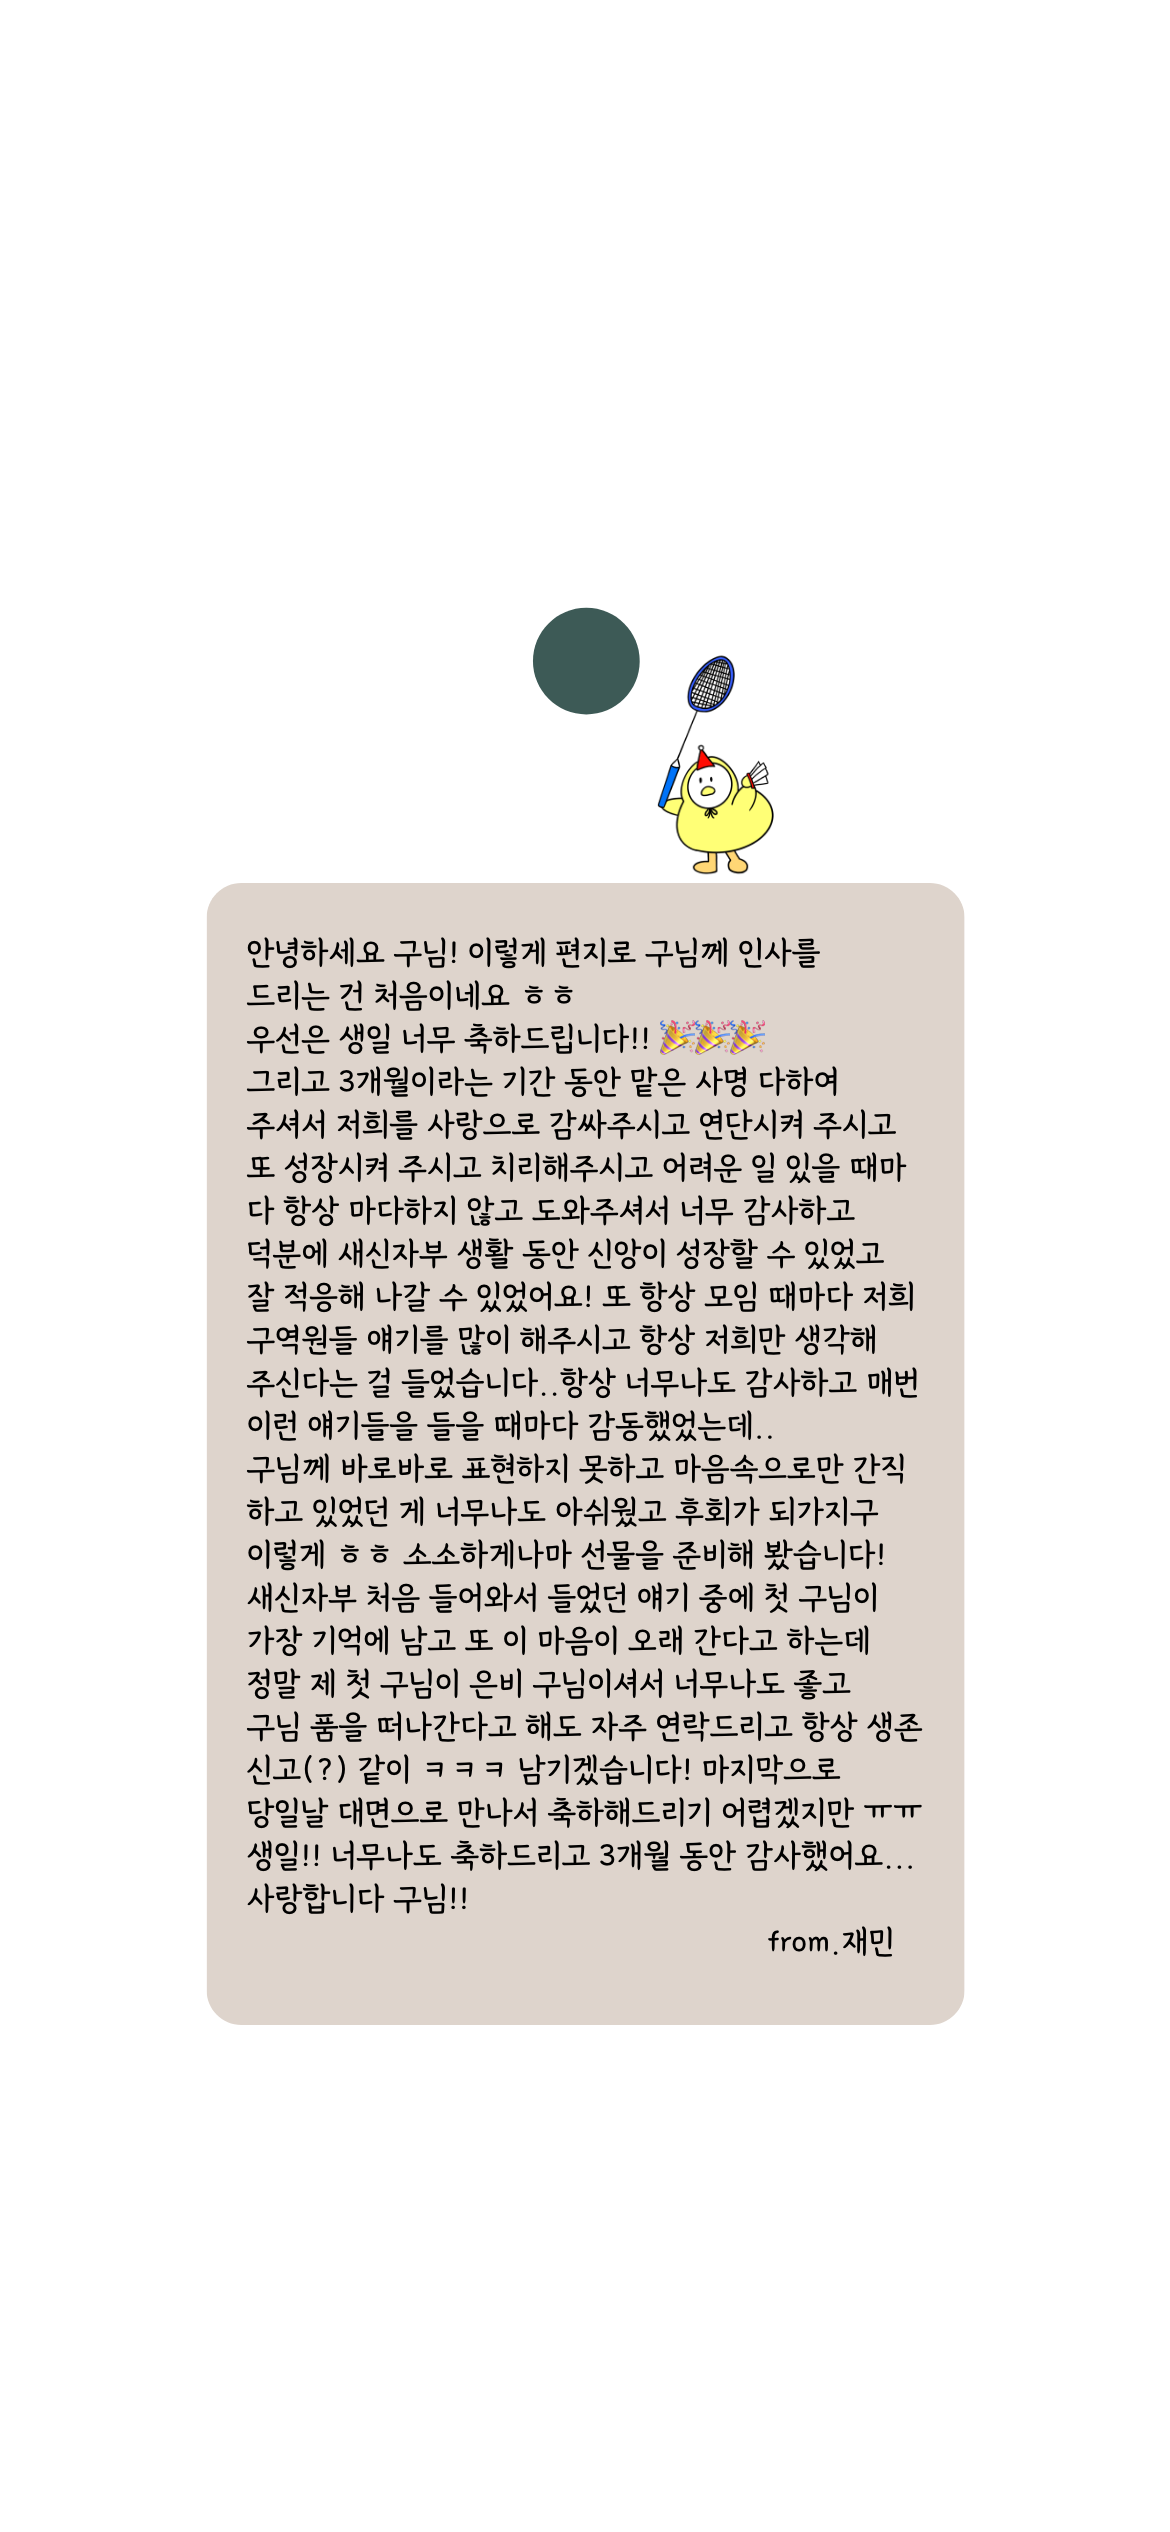 안녕하세요 구님! 이렇게 편지로 구님께 인사를
드리는 건 처음이네요 ㅎㅎ
우선은 생일 너무 축하드립니다!! 🎉🎉🎉
그리고 3개월이라는 기간 동안 맡은 사명 다하여
주셔서 저희를 사랑으로 감싸주시고 연단시켜 주시고
또 성장시켜 주시고 치리해주시고 어려운 일 있을 때마
다 항상 마다하지 않고 도와주셔서 너무 감사하고
덕분에 새신자부 생활 동안 신앙이 성장할 수 있었고
잘 적응해 나갈 수 있었어요! 또 항상 모임 때마다 저희
구역원들 얘기를 많이 해주시고 항상 저희만 생각해
주신다는 걸 들었습니다..항상 너무나도 감사하고 매번
이런 얘기들을 들을 때마다 감동했었는데..
구님께 바로바로 표현하지 못하고 마음속으로만 간직
하고 있었던 게 너무나도 아쉬웠고 후회가 되가지구
이렇게 ㅎㅎ 소소하게나마 선물을 준비해 봤습니다!
새신자부 처음 들어와서 들었던 얘기 중에 첫 구님이
가장 기억에 남고 또 이 마음이 오래 간다고 하는데
정말 제 첫 구님이 은비 구님이셔서 너무나도 좋고
구님 품을 떠나간다고 해도 자주 연락드리고 항상 생존
신고(?) 같이 ㅋㅋㅋ 남기겠습니다! 마지막으로
당일날 대면으로 만나서 축하해드리기 어렵겠지만 ㅠㅠ
생일!! 너무나도 축하드리고 3개월 동안 감사했어요...
사랑합니다 구님!!
from.재민